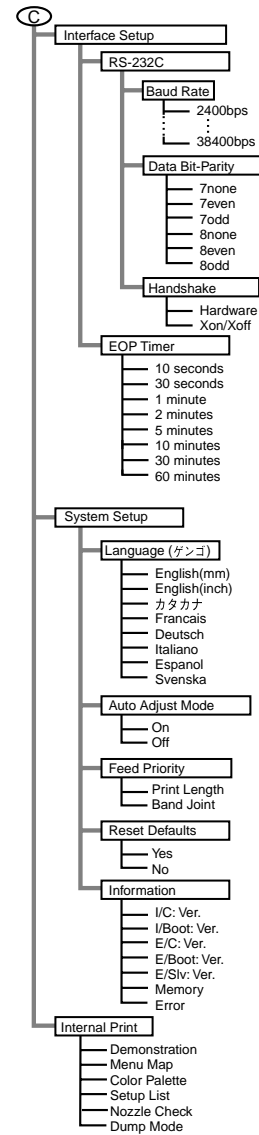 C
Interface Setup
RS-232C
Baud Rate
2400bps
38400bps
Data Bit-Parity
7none
7even
7odd
8none
8even
8odd
Handshake
Hardware
Xon/Xoff
EOP Timer
10 seconds
30 seconds
1 minute
2 minutes
5 minutes
10 minutes
30 minutes
60 minutes
System Setup
Language (ゲンゴ)
English(mm)
English(inch)
カタカナ
Francais
Deutsch
Italiano
Espanol
Svenska
Auto Adjust Mode
On
Off
Feed Priority
Print Length
Band Joint
Reset Defaults
Yes
No
Information
I/C: Ver.
I/Boot: Ver.
E/C: Ver.
E/Boot: Ver.
E/Slv: Ver.
Memory
Error
Internal Print
Demonstration
Menu Map
Color Palette
Setup List
Nozzle Check
Dump Mode